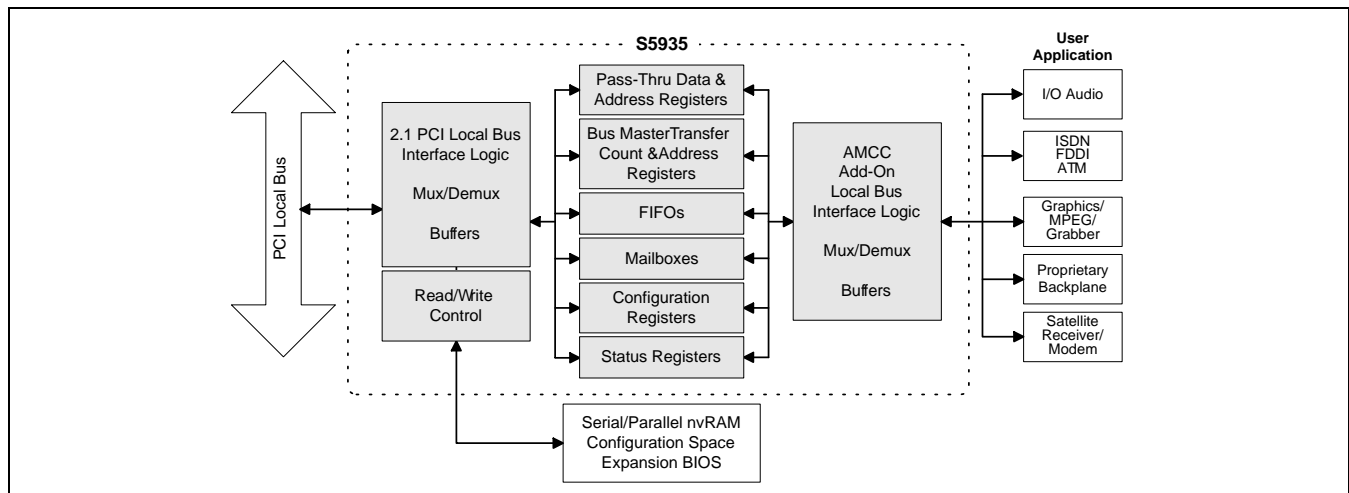 S5935
PCI Local Bus
2.1 PCI Local Bus
Interface Logic
Mux/Demux
Buffers
Read/Write
Control
Pass-Thru Data &
Address Registers
Bus MasterTransfer
Count &Address
Registers
FIFOs
Mailboxes
Configuration
Registers
Status Registers
AMCC
Add-On
Local Bus
Interface Logic
Mux/Demux
Buffers
User
Application
I/O Audio
ISDN
FDDI
ATM
Graphics/
MPEG/
Grabber
Proprietary
Backplane
Satellite
Receiver/
Modem
Serial/Parallel nvRAM
Configuration Space
Expansion BIOS